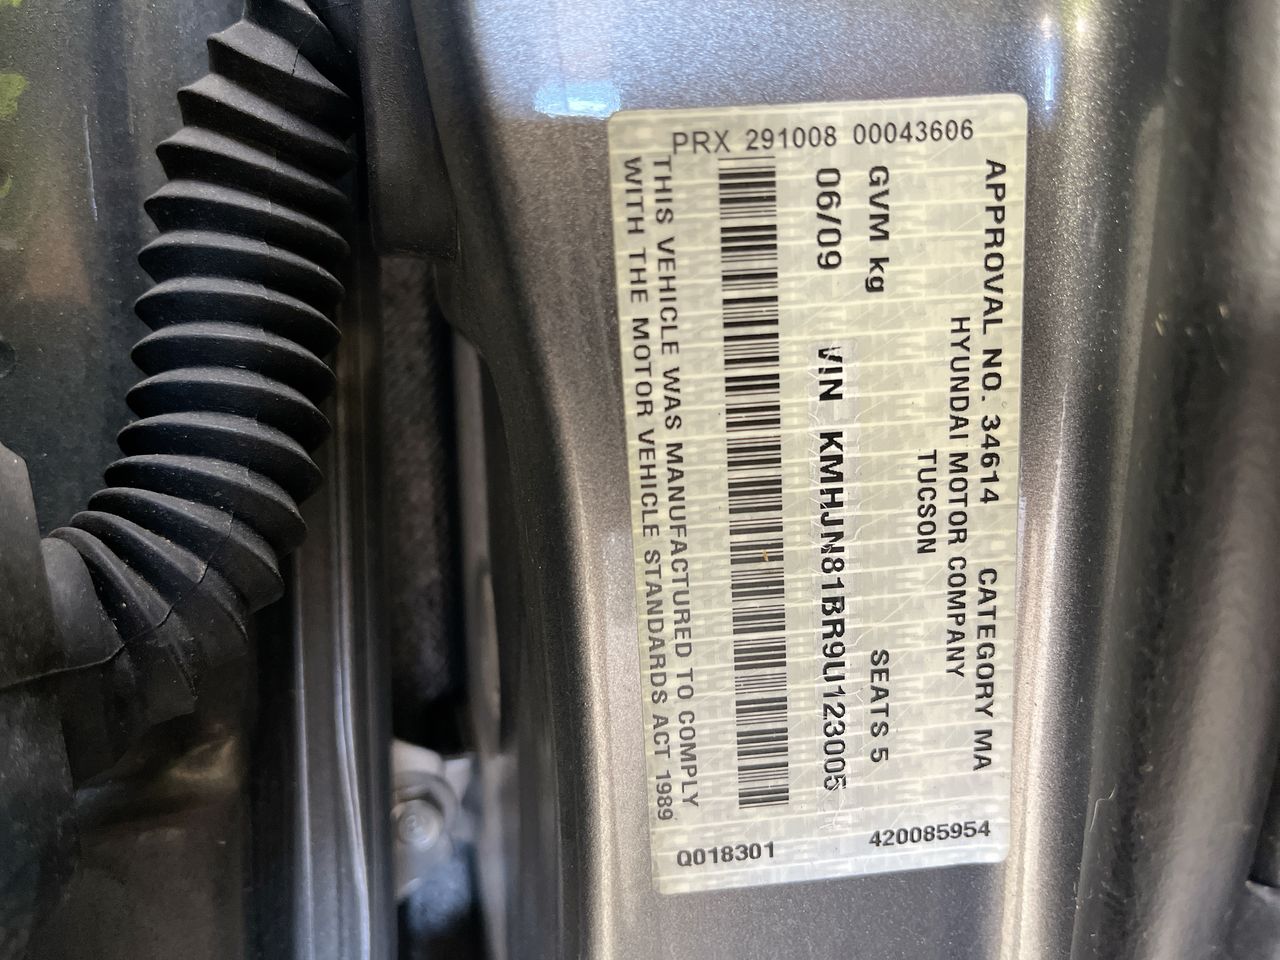 PRX 291008 00043606
APPROVAL NO. 34614 CATEGORY MA
HYUNDAI MOTOR COMPANY
TUCSON
GVM kg SEATS 5
06/09 VIN KMHJN81BR9U123005
THIS VEHICLE WAS MANUFACTURED TO COMPLY
WITH THE MOTOR VEHICLE STANDARDS ACT 1989.
Q018301 420085954